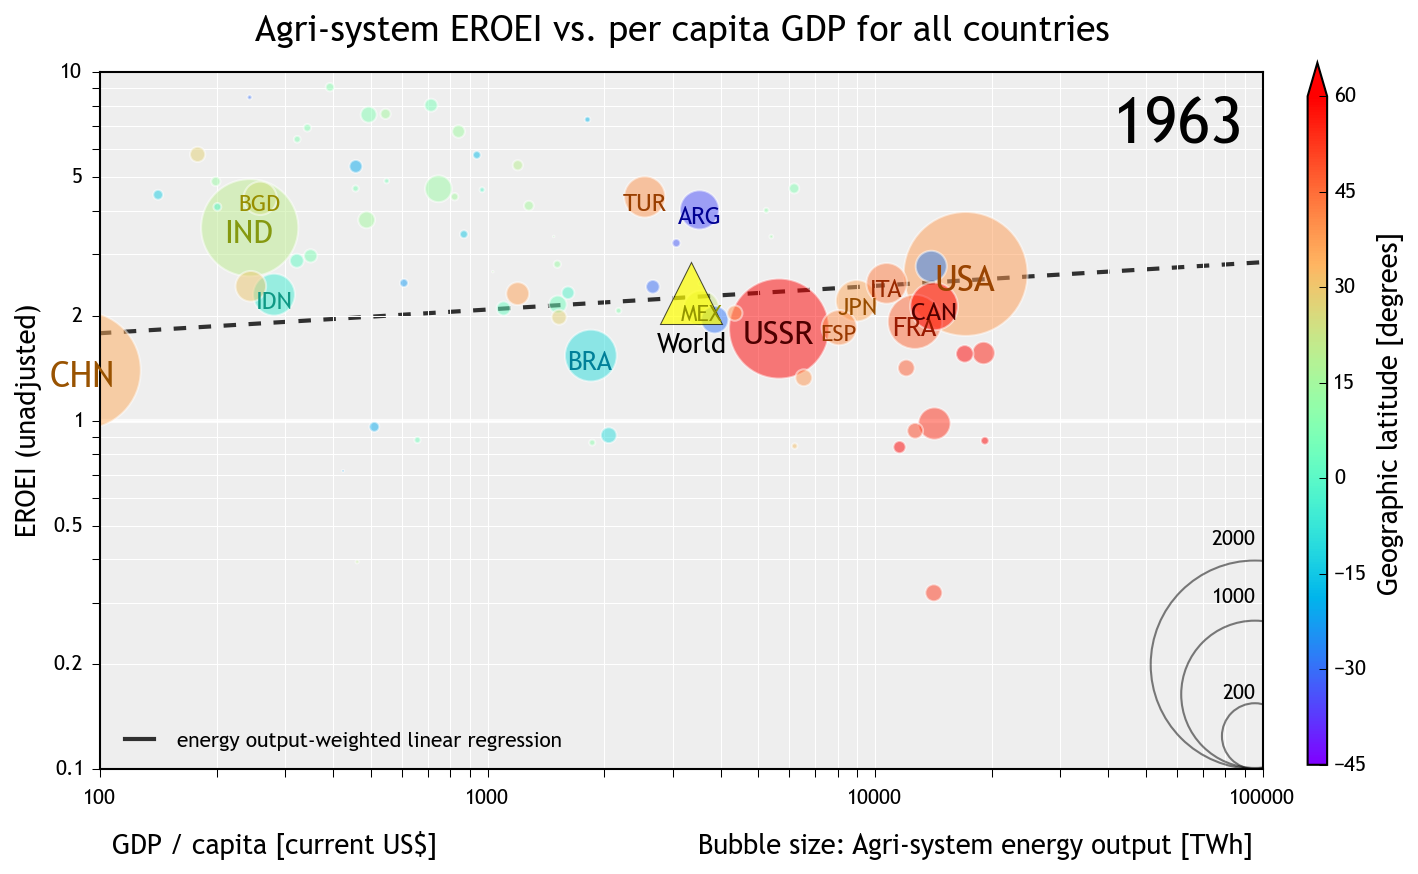 Agri-system EROEI vs. per capita GDP for all countries
1963
10
5
2
1
0.5
0.2
0.1
EROEI (unadjusted)
BGD
IND
IDN
CHN
TUR
ARG
MEX
World
BRA
USSR
JPN
ESP
ITA
FRA
CAN
USA
2000
1000
200
energy output-weighted linear regression
100
1000
10000
100000
GDP / capita [current US$]
Bubble size: Agri-system energy output [TWh]
60
45
30
15
0
−15
−30
−45
Geographic latitude [degrees]